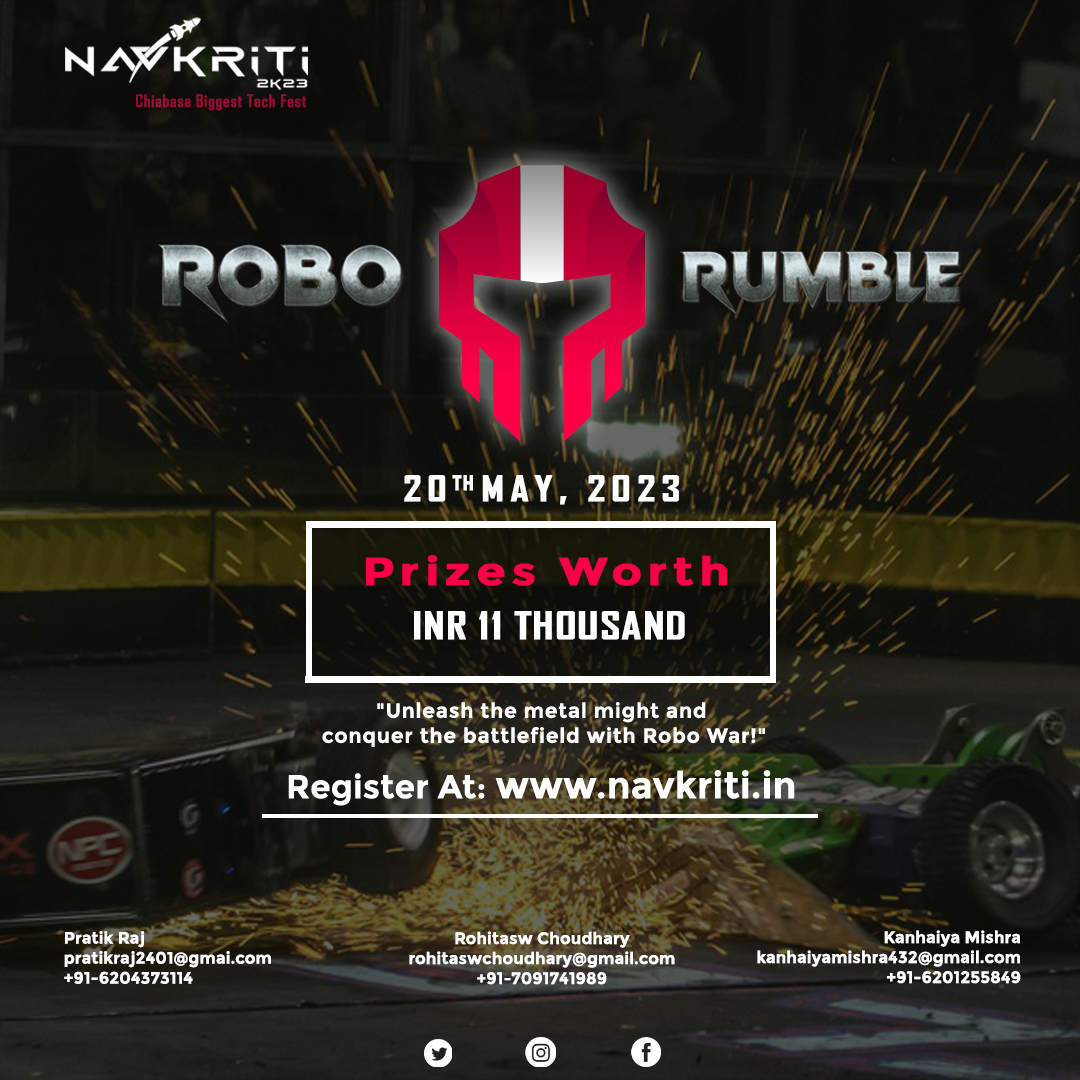 NAVKRITI
2K23
Chiabasa Biggest Tech Fest
ROBO RUMBLE
20TH MAY, 2023
Prizes Worth
INR 11 THOUSAND
"Unleash the metal might and
conquer the battlefield with Robo War!"
Register At: www.navkriti.in
NPC
Pratik Raj
pratikraj2401@gmai.com
+91-6204373114
Rohitasw Choudhary
rohitaswchoudhary@gmail.com
+91-7091741989
Kanhaiya Mishra
kanhaiyamishra432@gmail.com
+91-6201255849